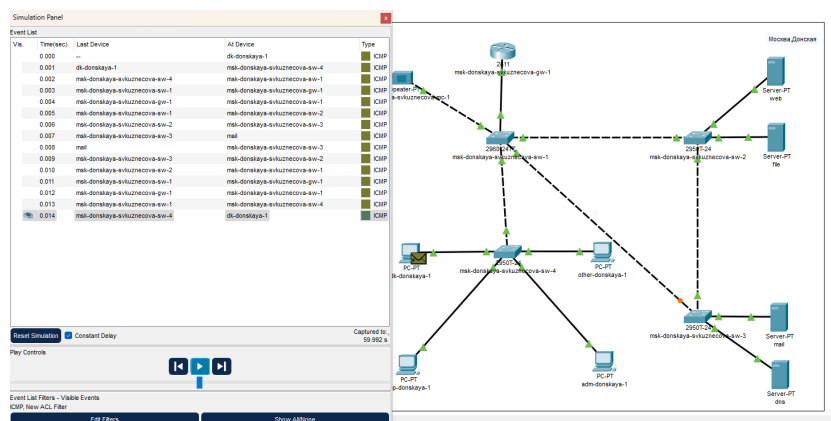 Simulation Panel
x
Event List
Vis. Time(sec) Last Device At Device Type
0.000 -- dk-donskaya-1 ICMP
0.001 dk-donskaya-1 msk-donskaya-svkuznecova-sw-4 ICMP
0.002 msk-donskaya-svkuznecova-sw-4 msk-donskaya-svkuznecova-sw-1 ICMP
0.003 msk-donskaya-svkuznecova-sw-1 msk-donskaya-svkuznecova-gw-1 ICMP
0.004 msk-donskaya-svkuznecova-gw-1 msk-donskaya-svkuznecova-sw-1 ICMP
0.005 msk-donskaya-svkuznecova-sw-1 msk-donskaya-svkuznecova-sw-2 ICMP
0.006 msk-donskaya-svkuznecova-sw-2 msk-donskaya-svkuznecova-sw-3 ICMP
0.007 msk-donskaya-svkuznecova-sw-3 mail ICMP
0.008 mail msk-donskaya-svkuznecova-sw-3 ICMP
0.009 msk-donskaya-svkuznecova-sw-3 msk-donskaya-svkuznecova-sw-2 ICMP
0.010 msk-donskaya-svkuznecova-sw-2 msk-donskaya-svkuznecova-sw-1 ICMP
0.011 msk-donskaya-svkuznecova-sw-1 msk-donskaya-svkuznecova-gw-1 ICMP
0.012 msk-donskaya-svkuznecova-gw-1 msk-donskaya-svkuznecova-sw-1 ICMP
0.013 msk-donskaya-svkuznecova-sw-1 msk-donskaya-svkuznecova-sw-4 ICMP
0.014 msk-donskaya-svkuznecova-sw-4 dk-donskaya-1 ICMP
Reset Simulation Constant Delay Captured to:
59.992 s
Play Controls
Event List Filters - Visible Events
ICMP, New ACL Filter
Edit Filters Show All/None
Москва,Донская
2811
msk-donskaya-svkuznecova-gw-1
peater-PT
a-svkuznecova-mc-1
Server-PT
web
msk-donskaya-svkuznecova-sw-1
2950T-24
msk-donskaya-svkuznecova-sw-2
Server-PT
file
PC-PT
dk-donskaya-1
2950T-24
msk-donskaya-svkuznecova-sw-4
PC-PT
other-donskaya-1
2950T-24
msk-donskaya-svkuznecova-sw-3
Server-PT
mail
PC-PT
p-donskaya-1
PC-PT
adm-donskaya-1
Server-PT
dns